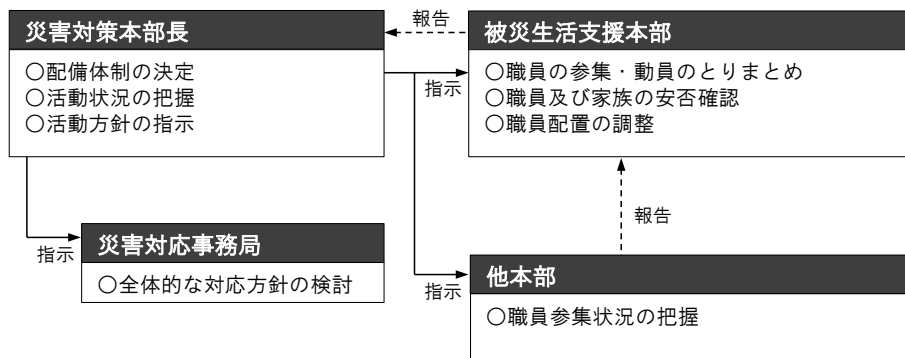 災害対策本部長
○配備体制の決定
○活動状況の把握
○活動方針の指示
報告
指示
被災生活支援本部
○職員の参集・動員のとりまとめ
○職員及び家族の安否確認
○職員配置の調整
報告
指示
災害対応事務局
○全体的な対応方針の検討
指示
他本部
○職員参集状況の把握